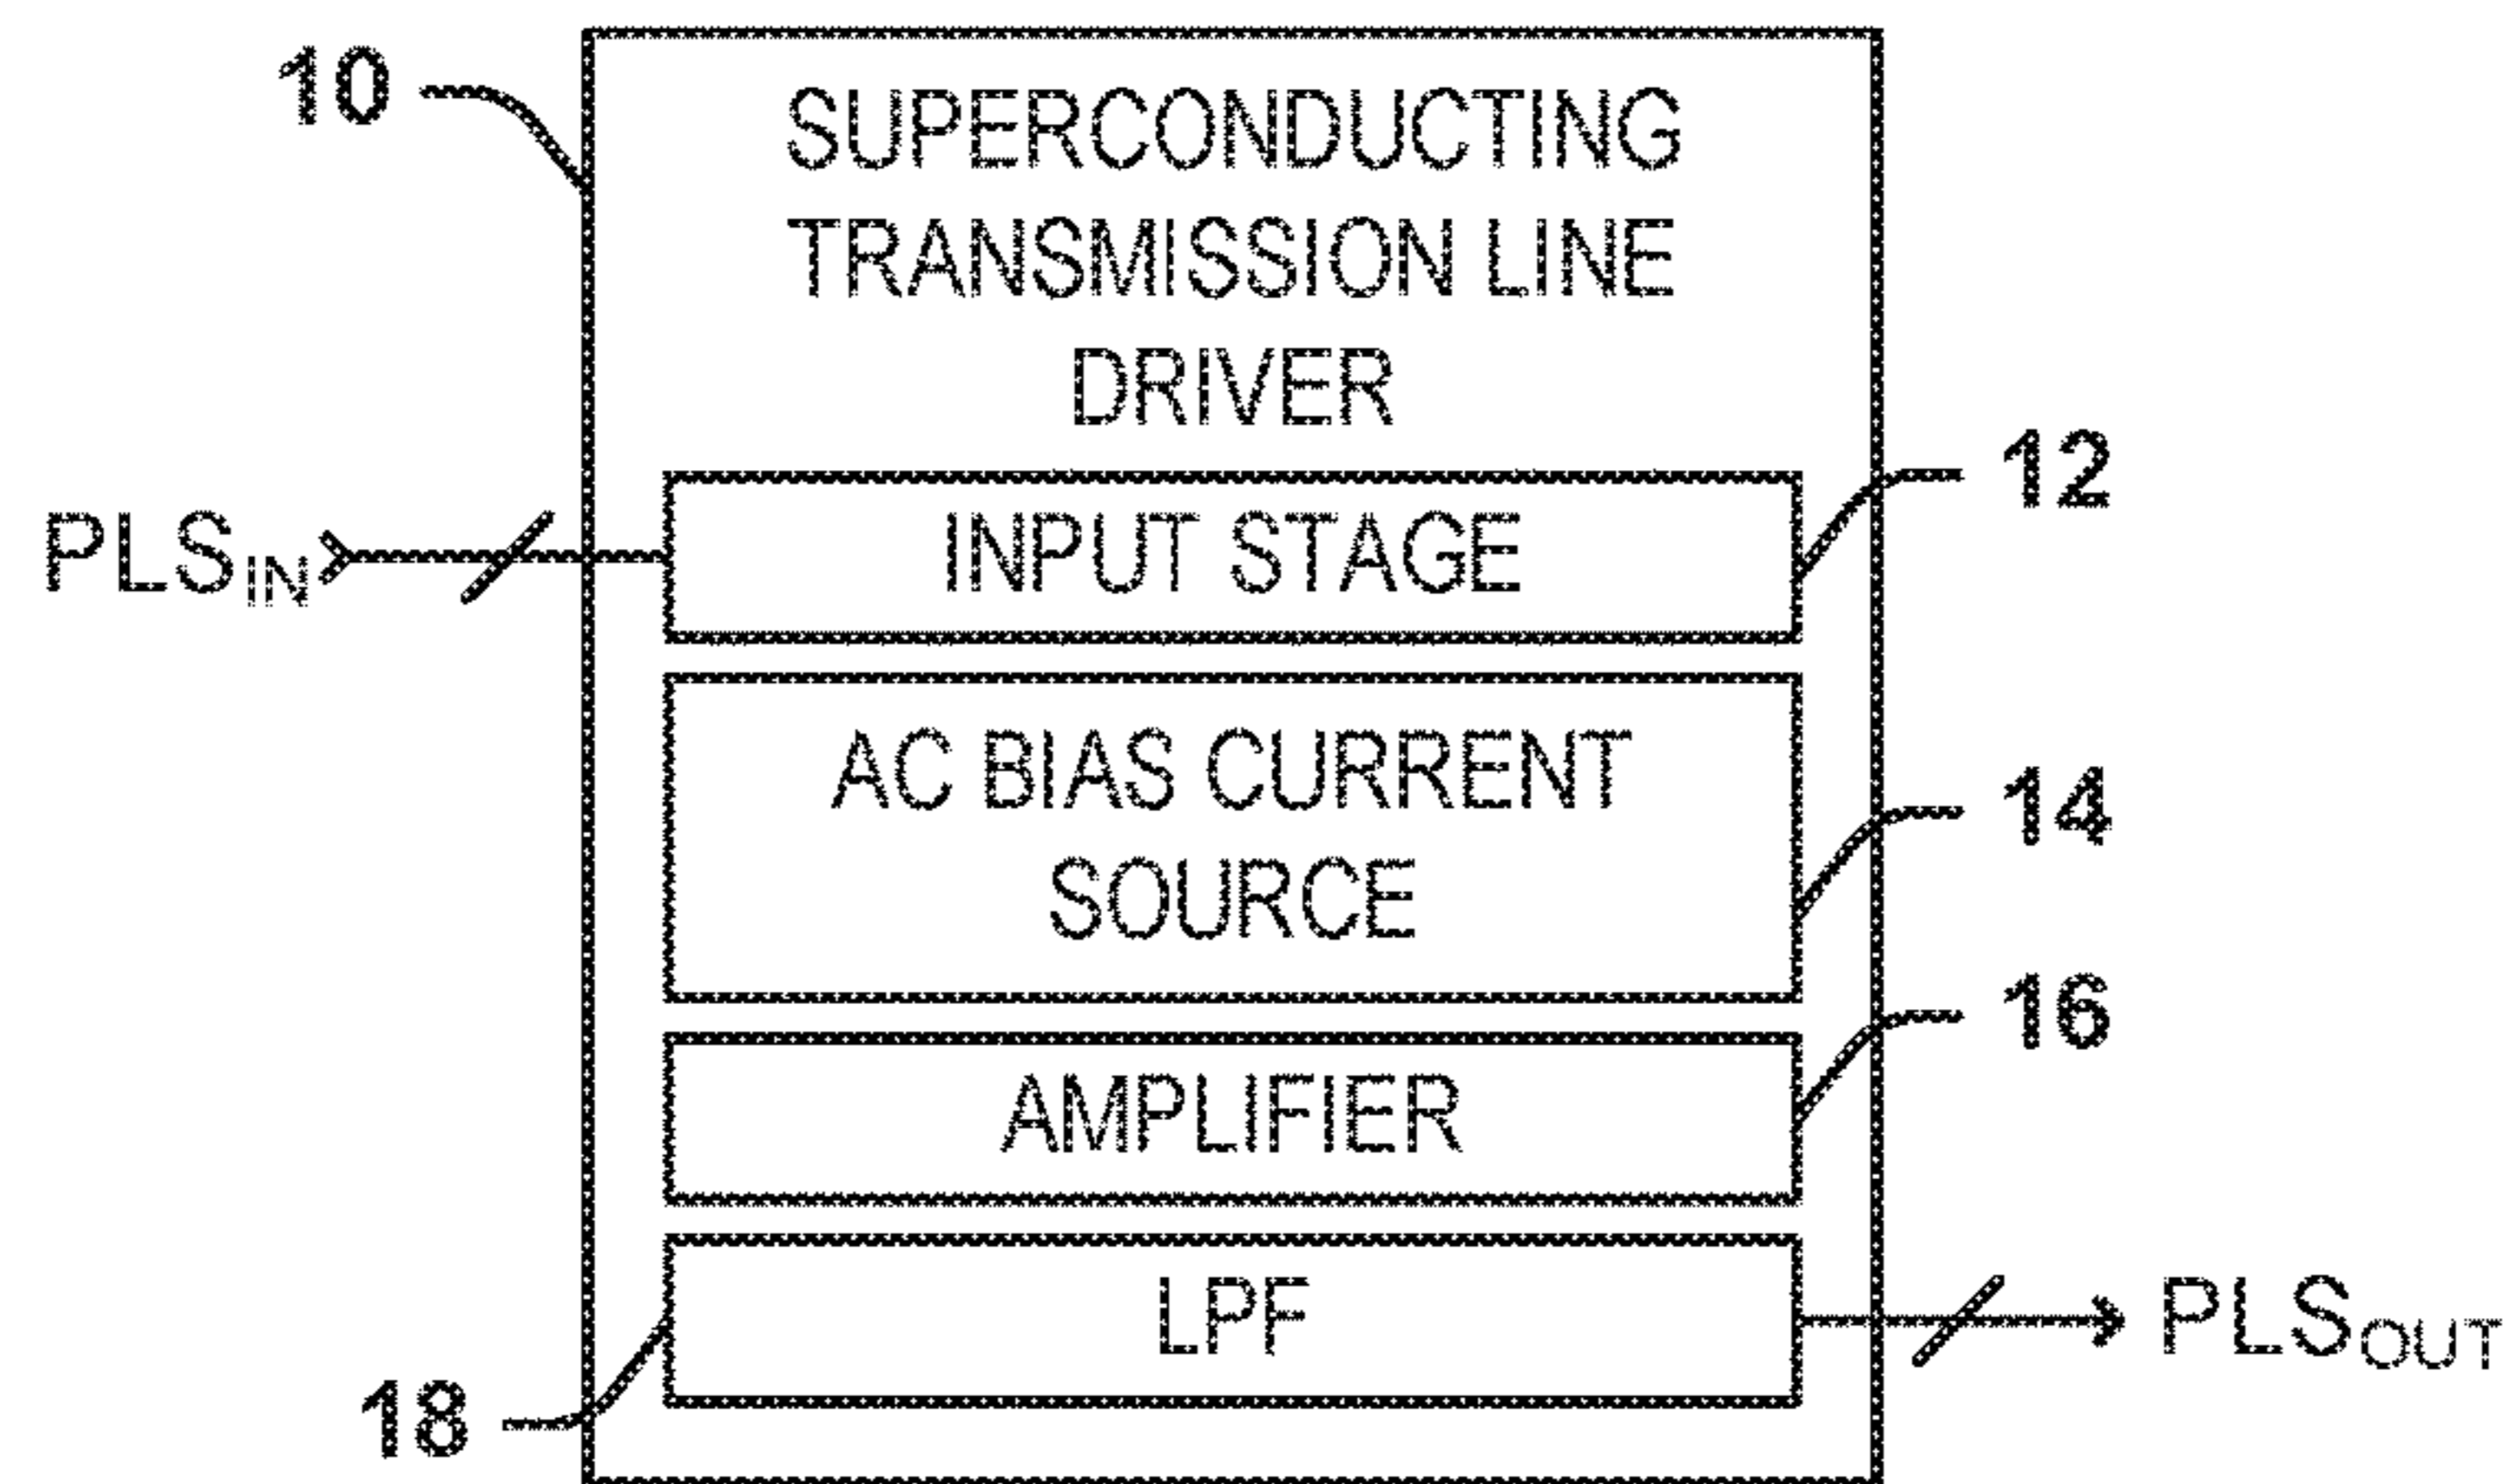 10
SUPERCONDUCTING
TRANSMISSION LINE
DRIVER
12
PLSIN
INPUT STAGE
14
AC BIAS CURRENT
SOURCE
16
AMPLIFIER
LPF
PLSOUT
18